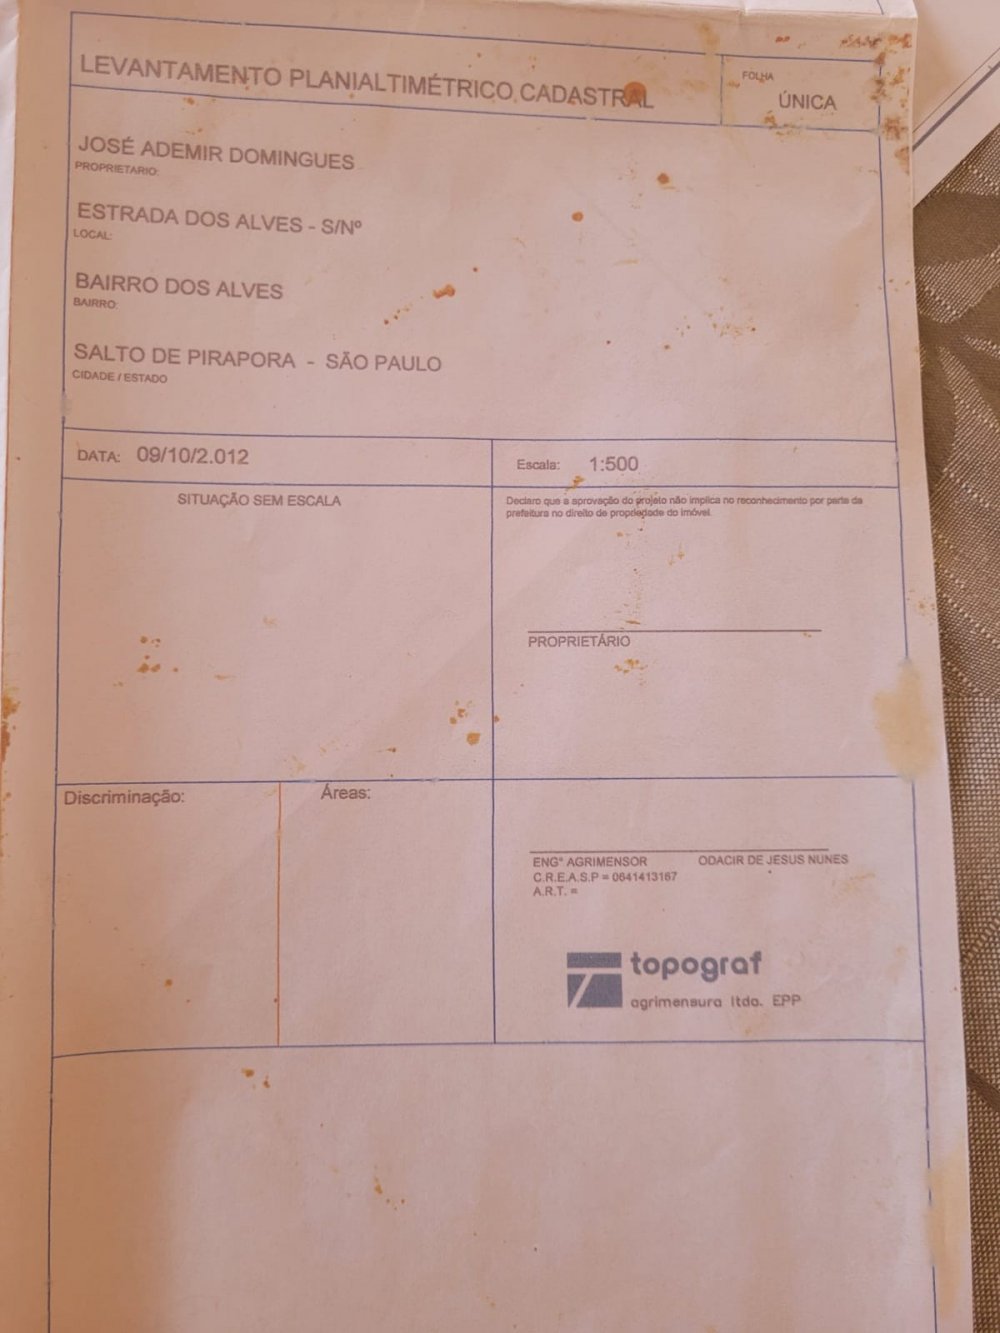 LEVANTAMENTO PLANIALTIMÉTRICO CADASTRAL
FOLHA
ÚNICA
JOSÉ ADEMIR DOMINGUES
PROPRIETARIO:
ESTRADA DOS ALVES - S/Nº
LOCAL:
BAIRRO DOS ALVES
BAIRRO:
SALTO DE PIRAPORA - SÃO PAULO
CIDADE / ESTADO
DATA: 09/10/2.012
Escala: 1:500
SITUAÇÃO SEM ESCALA
Declaro que a aprovação do projeto não implica no reconhecimento por parte da
prefeitura no direito de propriedade do imóvel.
PROPRIETÁRIO
Discriminação:
Áreas:
ENGº AGRIMENSOR ODACIR DE JESUS NUNES
C.R.E.A.S.P = 0641413167
A.R.T. =
topograf
agrimensura ltda. EPP